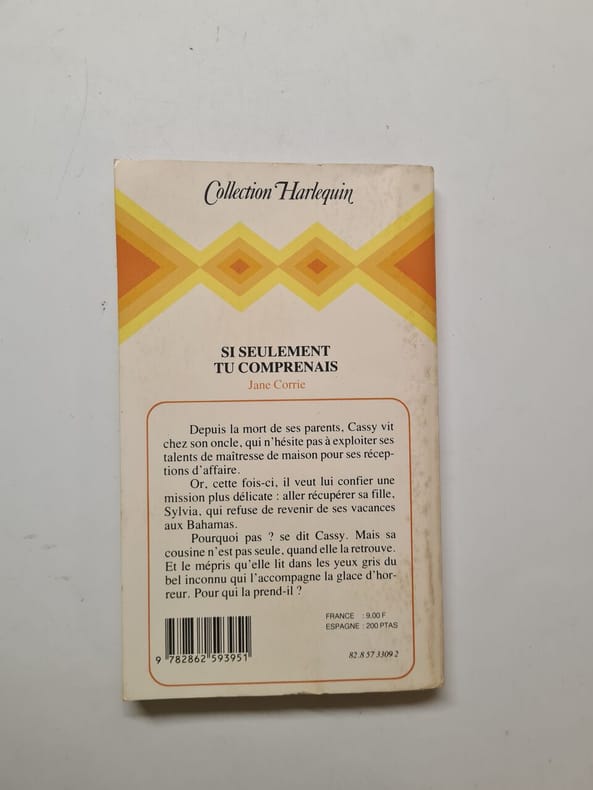 Collection Harlequin
SI SEULEMENT
TU COMPRENAIS
Jane Corrie
Depuis la mort de ses parents, Cassy vit
chez son oncle, qui n'hésite pas à exploiter ses
talents de maîtresse de maison pour ses récep-
tions d'affaire.
Or, cette fois-ci, il veut lui confier une
mission plus délicate : aller récupérer sa fille,
Sylvia, qui refuse de revenir de ses vacances
aux Bahamas.
Pourquoi pas ? se dit Cassy. Mais sa
cousine n'est pas seule, quand elle la retrouve.
Et le mépris qu'elle lit dans les yeux gris du
bel inconnu qui l'accompagne la glace d'hor-
reur. Pour qui la prend-il ?
FRANCE : 9.00 F
ESPAGNE : 200 PTAS
9 782862 593951
82.8.57.3309 2